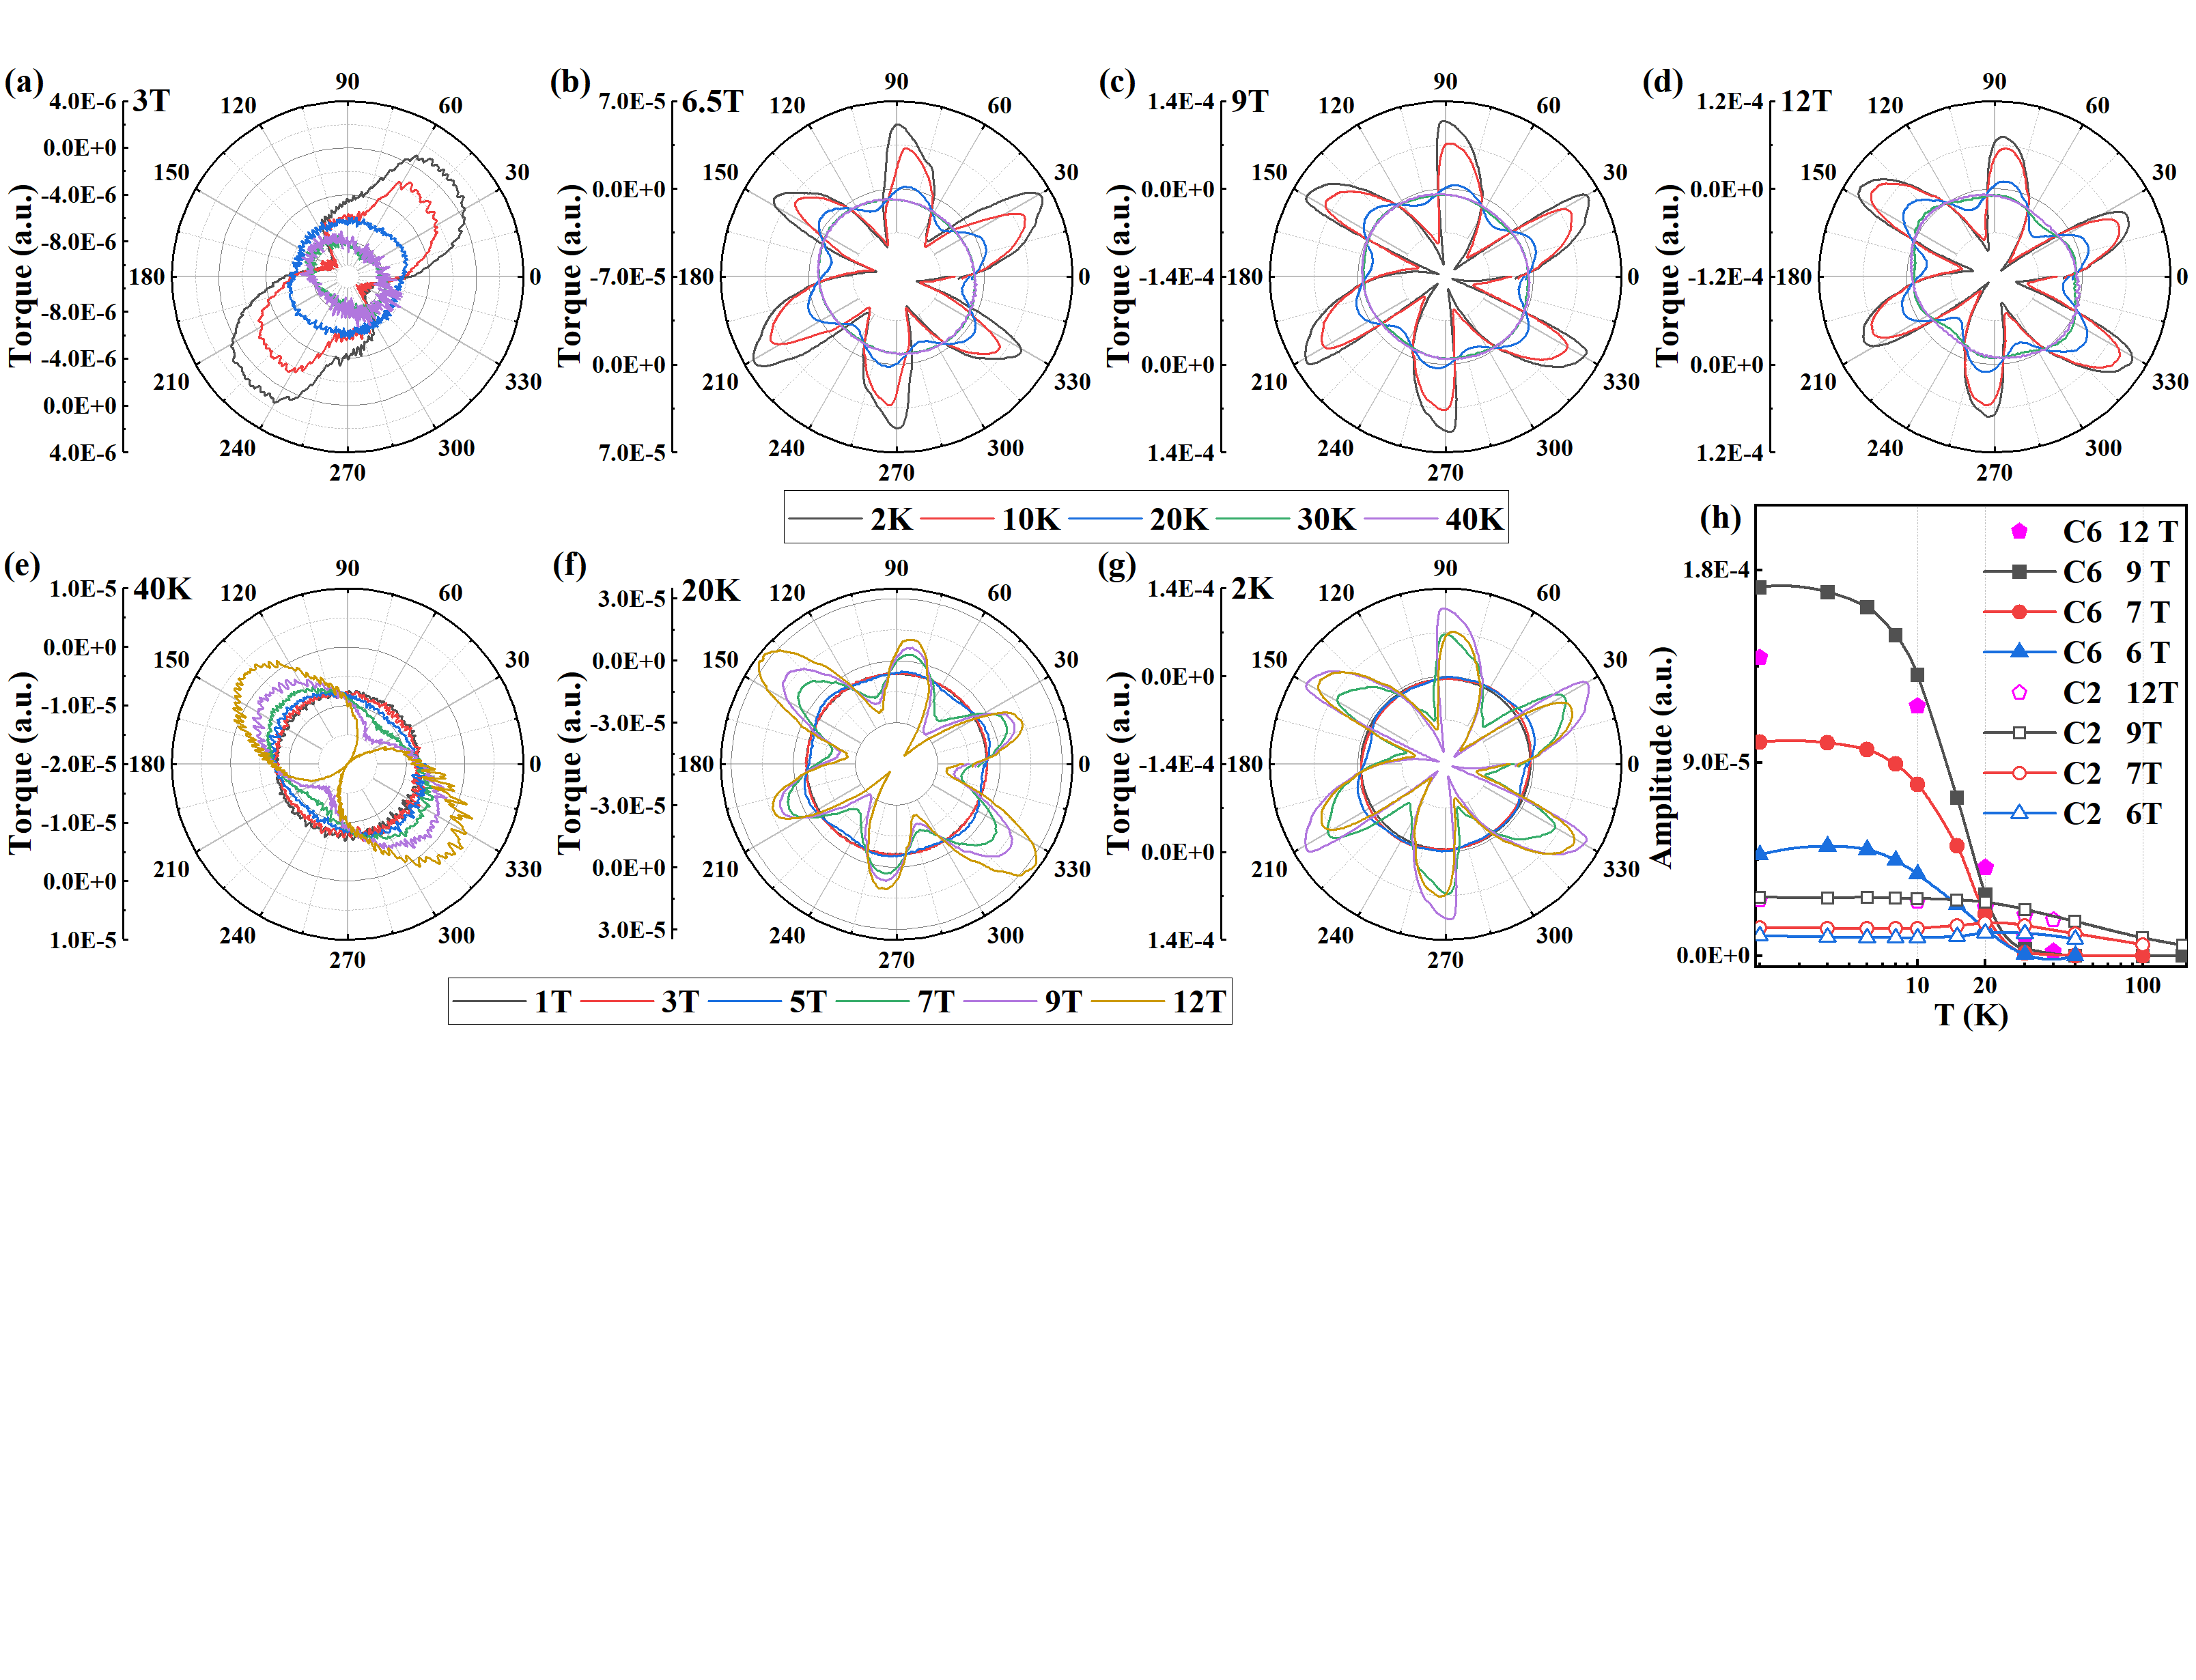 (a)
3T
Torque (a.u.)
4.0E-6
0.0E+0
-4.0E-6
-8.0E-6
-8.0E-6
-4.0E-6
0.0E+0
4.0E-6
90
120
60
150
30
180
0
210
330
240
300
270
(b)
6.5T
Torque (a.u.)
7.0E-5
0.0E+0
-7.0E-5
0.0E+0
7.0E-5
90
120
60
150
30
180
0
210
330
240
300
270
(c)
9T
Torque (a.u.)
1.4E-4
0.0E+0
-1.4E-4
0.0E+0
1.4E-4
90
120
60
150
30
180
0
210
330
240
300
270
(d)
12T
Torque (a.u.)
1.2E-4
0.0E+0
-1.2E-4
0.0E+0
1.2E-4
90
120
60
150
30
180
0
210
330
240
300
270
2K 10K 20K 30K 40K
(e)
40K
Torque (a.u.)
1.0E-5
0.0E+0
-1.0E-5
-2.0E-5
-1.0E-5
0.0E+0
1.0E-5
90
120
60
150
30
180
0
210
330
240
300
270
(f)
20K
Torque (a.u.)
3.0E-5
0.0E+0
-3.0E-5
-3.0E-5
0.0E+0
3.0E-5
90
120
60
150
30
180
0
210
330
240
300
270
(g)
2K
Torque (a.u.)
1.4E-4
0.0E+0
-1.4E-4
0.0E+0
1.4E-4
90
120
60
150
30
180
0
210
330
240
300
270
1T 3T 5T 7T 9T 12T
(h)
Amplitude (a.u.)
1.8E-4
9.0E-5
0.0E+0
C6 12 T
C6 9 T
C6 7 T
C6 6 T
C2 12T
C2 9T
C2 7T
C2 6T
10 20 100
T (K)